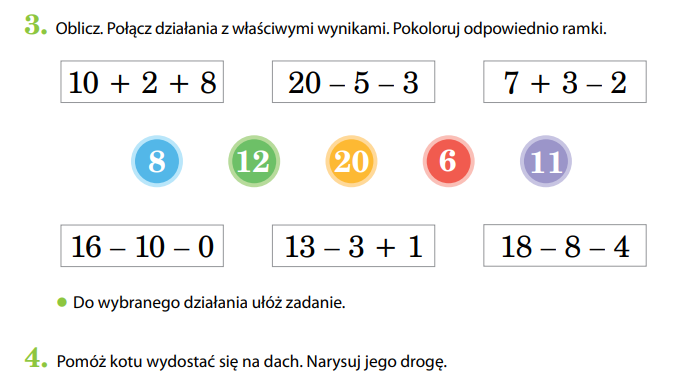 3. Oblicz. Połącz działania z właściwymi wynikami. Pokoloruj odpowiednio ramki.
10 + 2 + 8 20 – 5 – 3 7 + 3 – 2
8 12 20 6 11
16 – 10 – 0 13 – 3 + 1 18 – 8 – 4
● Do wybranego działania ułóż zadanie.
4. Pomóż kotu wydostać się na dach. Narysuj jego drogę.